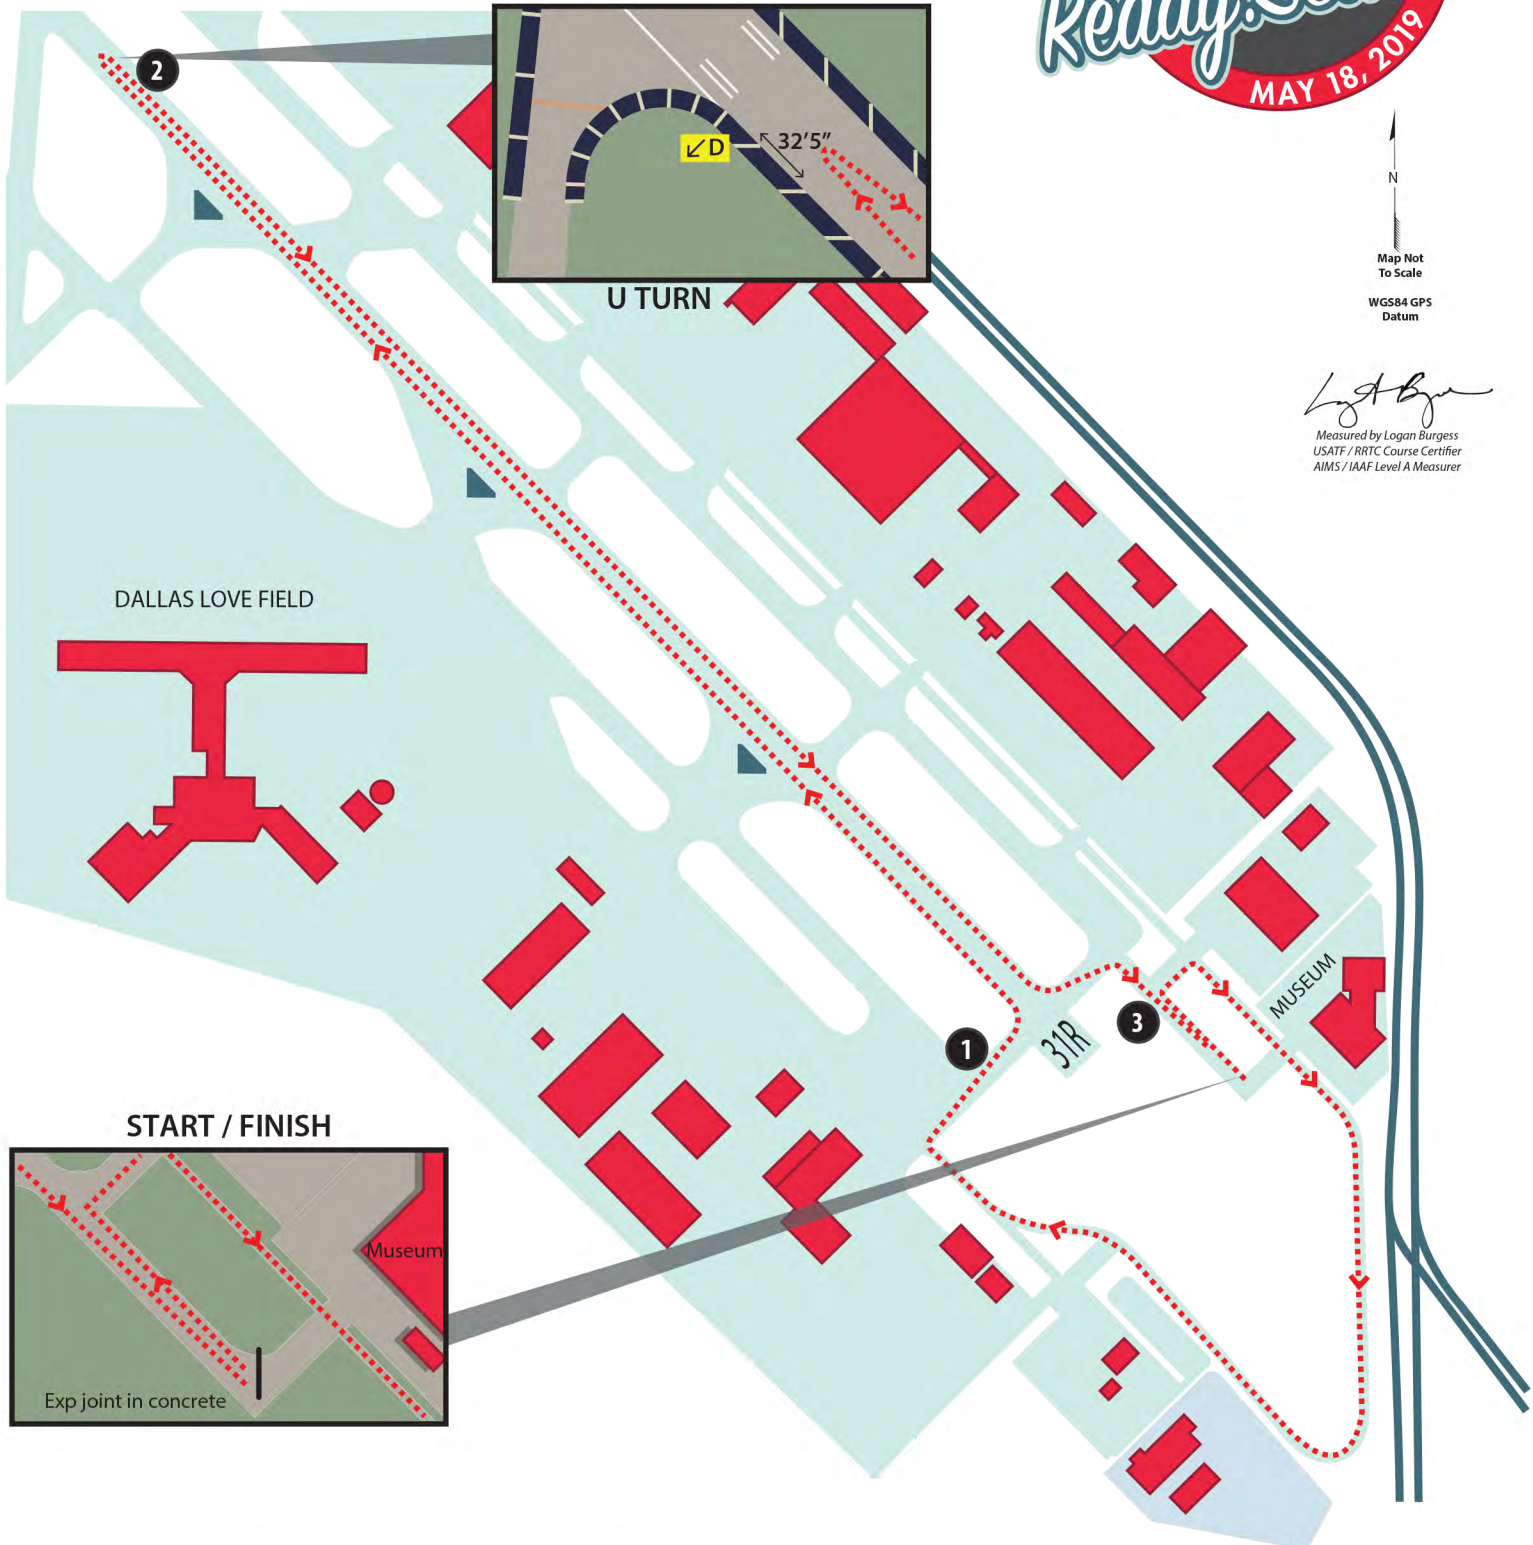 Ready
MAY 18, 2019
2
D
32'5"
N
Map Not
To Scale
WGS84 GPS
Datum
U TURN
Measured by Logan Burgess
USATF / RRTC Course Certifier
AIMS / IAAF Level A Measurer
DALLAS LOVE FIELD
MUSEUM
3
1
31R
START / FINISH
Museum
Exp joint in concrete